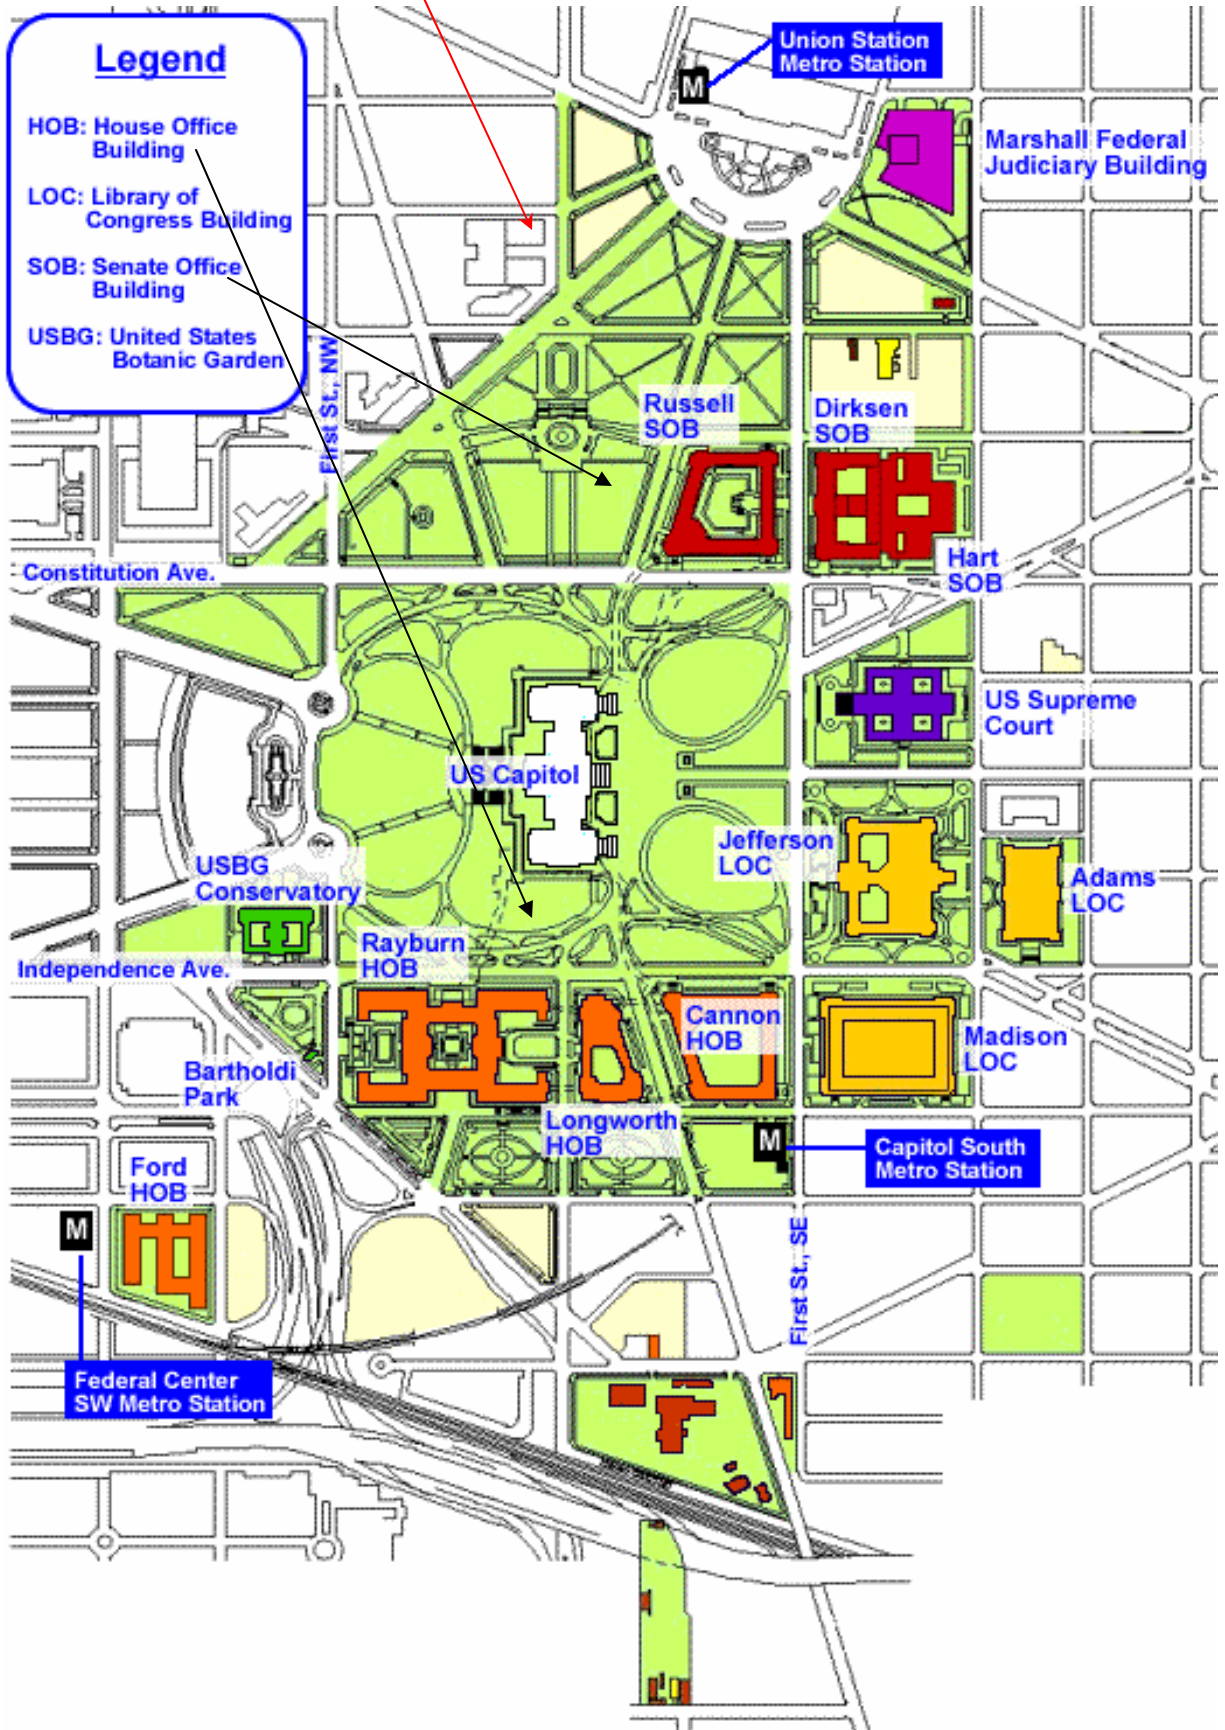 Legend
HOB: House Office
Building
LOC: Library of
Congress Building
SOB: Senate Office
Building
USBG: United States
Botanic Garden
Union Station
Metro Station
M
Marshall Federal
Judiciary Building
First St., NW
Russell
SOB
Dirksen
SOB
Hart
SOB
Constitution Ave.
US Supreme
Court
US Capitol
Jefferson
LOC
Adams
LOC
USBG
Conservatory
Rayburn
HOB
Independence Ave.
Cannon
HOB
Madison
LOC
Bartholdi
Park
Longworth
HOB
M
Capitol South
Metro Station
Ford
HOB
M
First St., SE
Federal Center
SW Metro Station